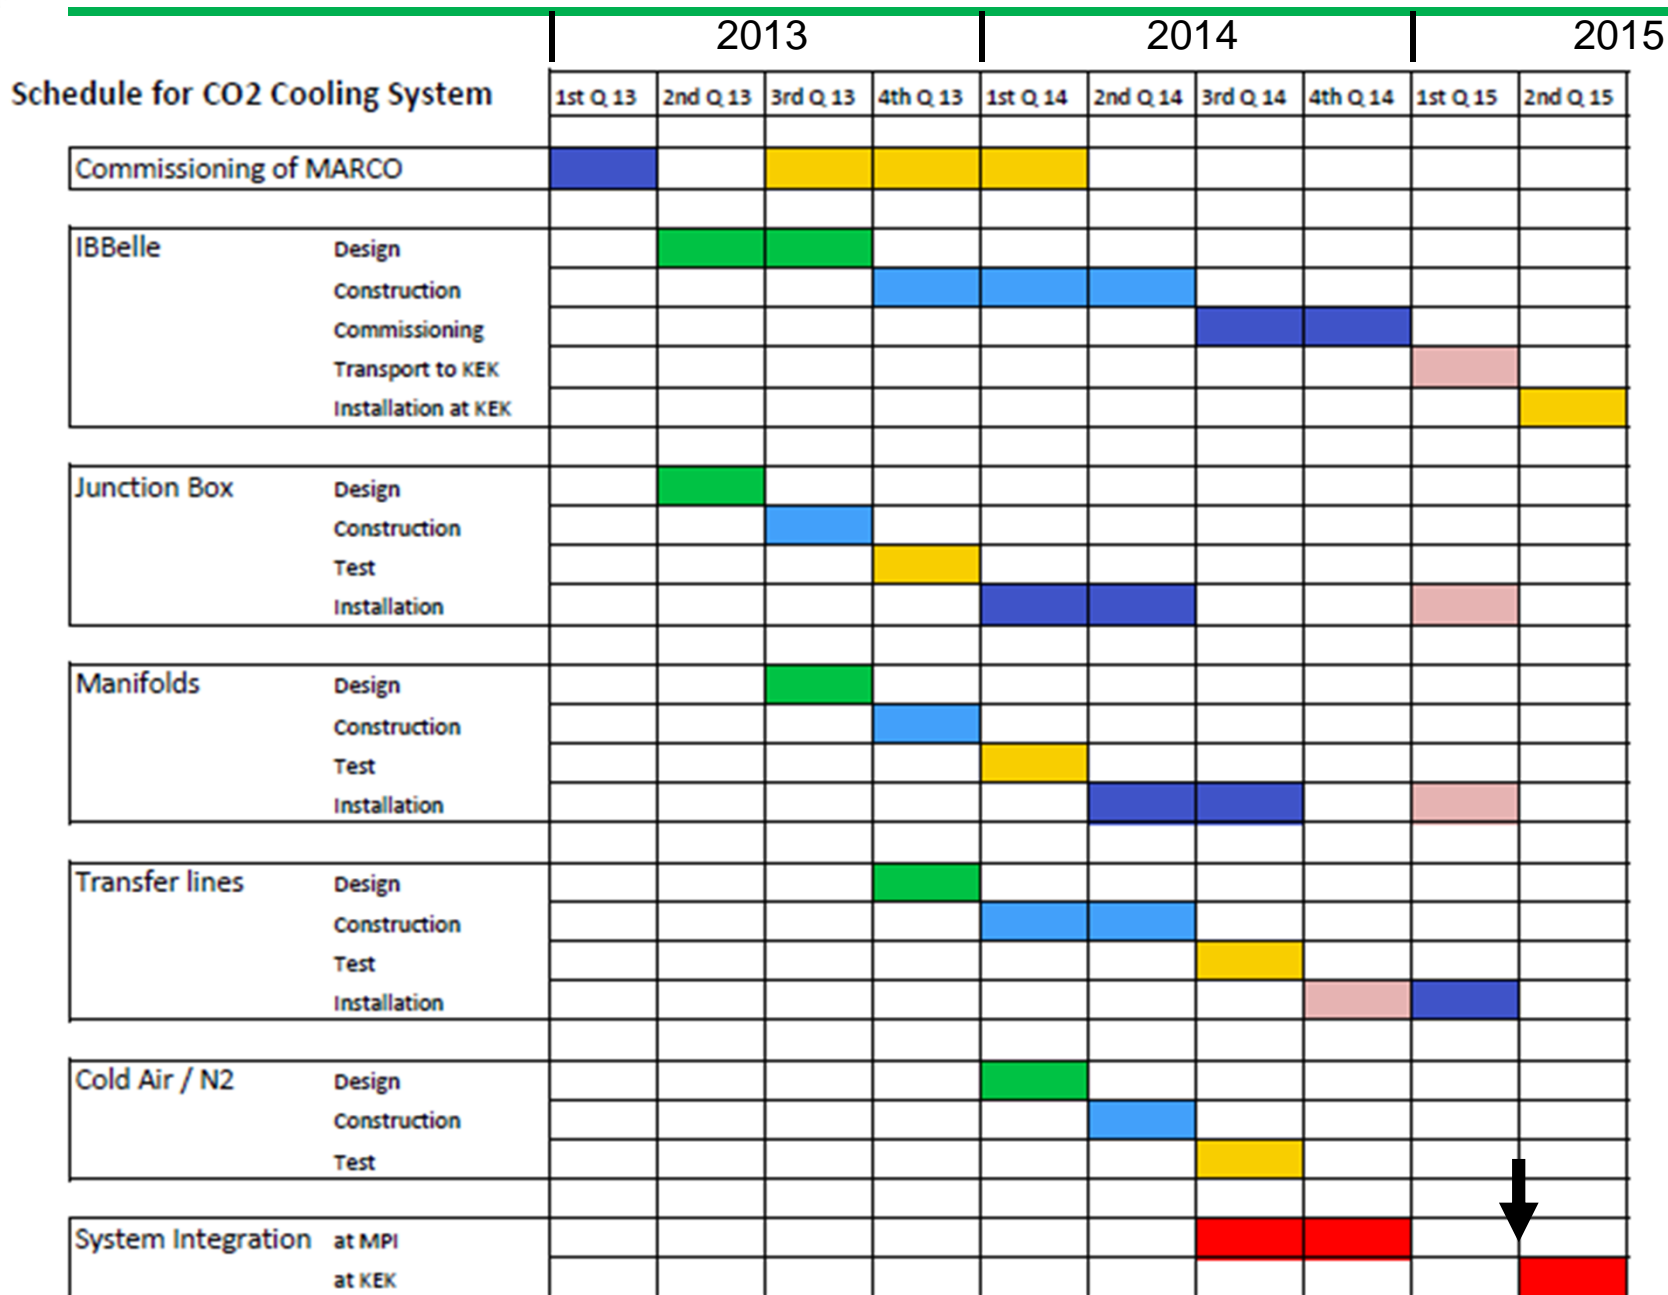 2013 2014 2015
Schedule for CO2 Cooling System 1st Q 13 2nd Q 13 3rd Q 13 4th Q 13 1st Q 14 2nd Q 14 3rd Q 14 4th Q 14 1st Q 15 2nd Q 15
Commissioning of MARCO
IBBelle Design
Construction
Commissioning
Transport to KEK
Installation at KEK
Junction Box Design
Construction
Test
Installation
Manifolds Design
Construction
Test
Installation
Transfer lines Design
Construction
Test
Installation
Cold Air / N2 Design
Construction
Test
System Integration at MPI
at KEK